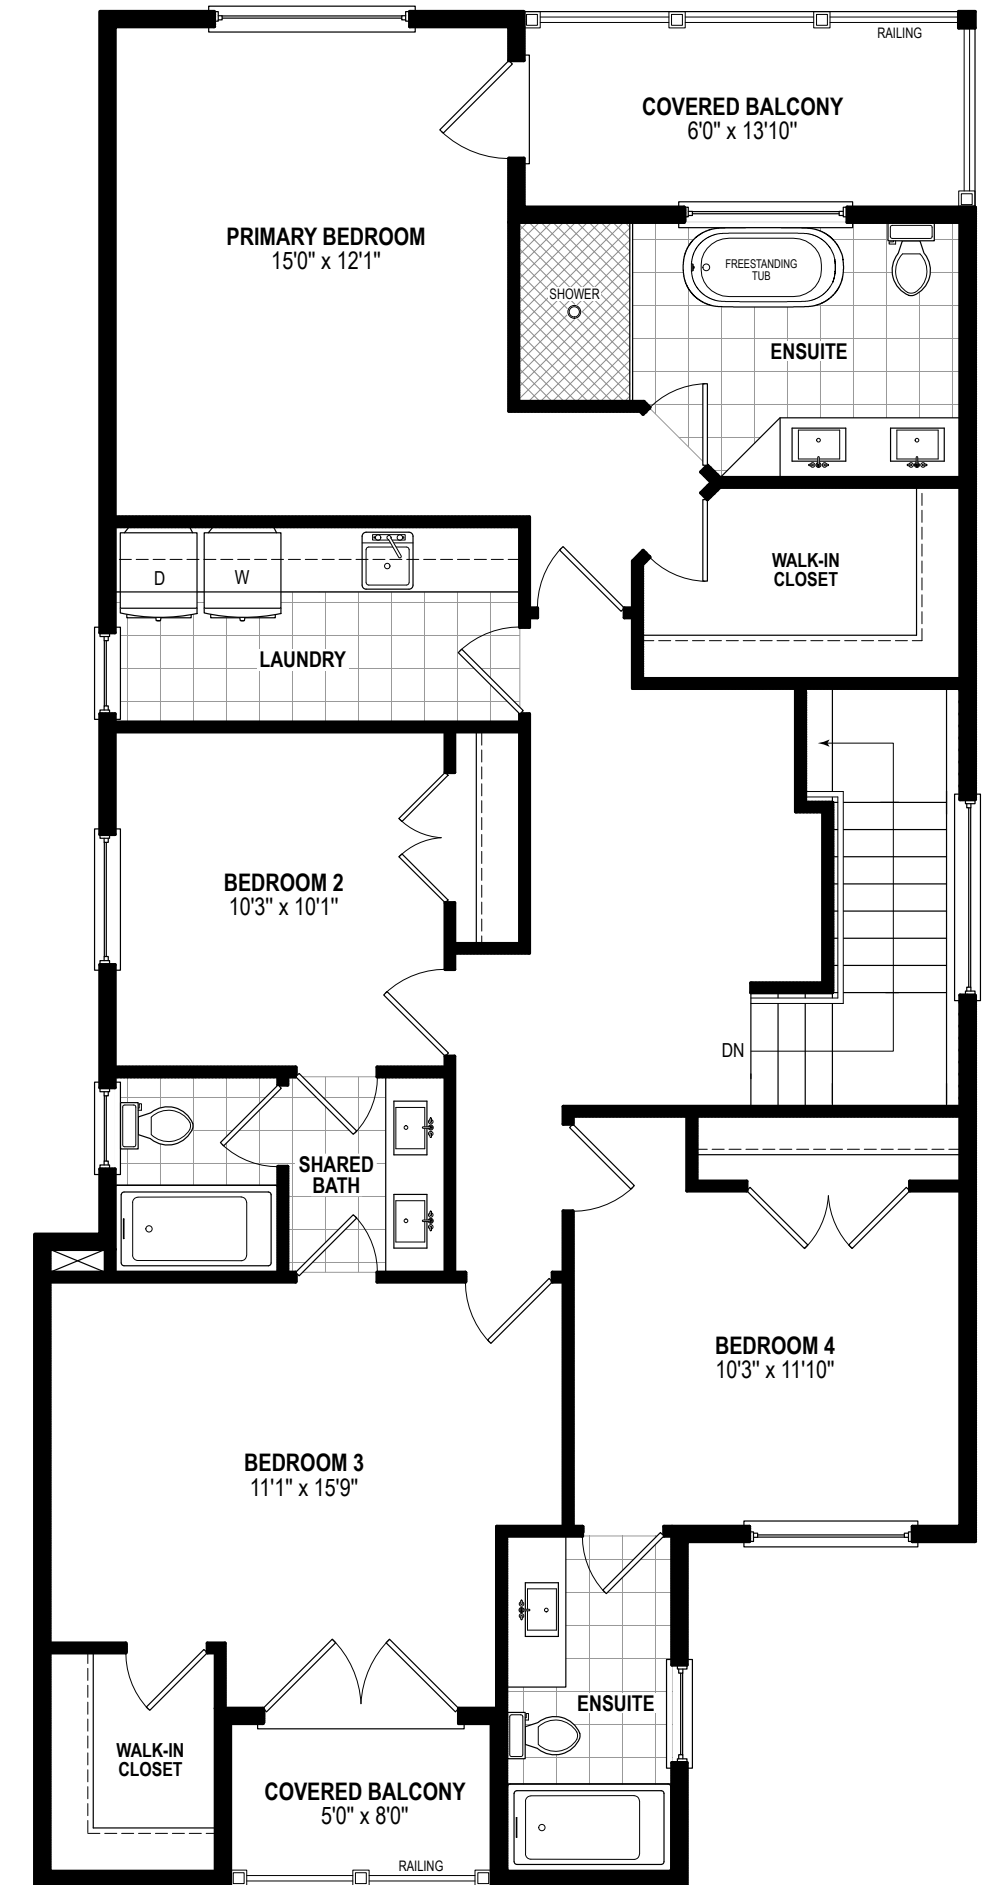 RAILING
COVERED BALCONY
6'0" x 13'10"
PRIMARY BEDROOM
15'0" x 12'1"
FREESTANDING
TUB
SHOWER
ENSUITE
WALK-IN
CLOSET
D
W
LAUNDRY
BEDROOM 2
10'3" x 10'1"
DN
SHARED
BATH
BEDROOM 4
10'3" x 11'10"
BEDROOM 3
11'1" x 15'9"
ENSUITE
WALK-IN
CLOSET
COVERED BALCONY
5'0" x 8'0"
RAILING